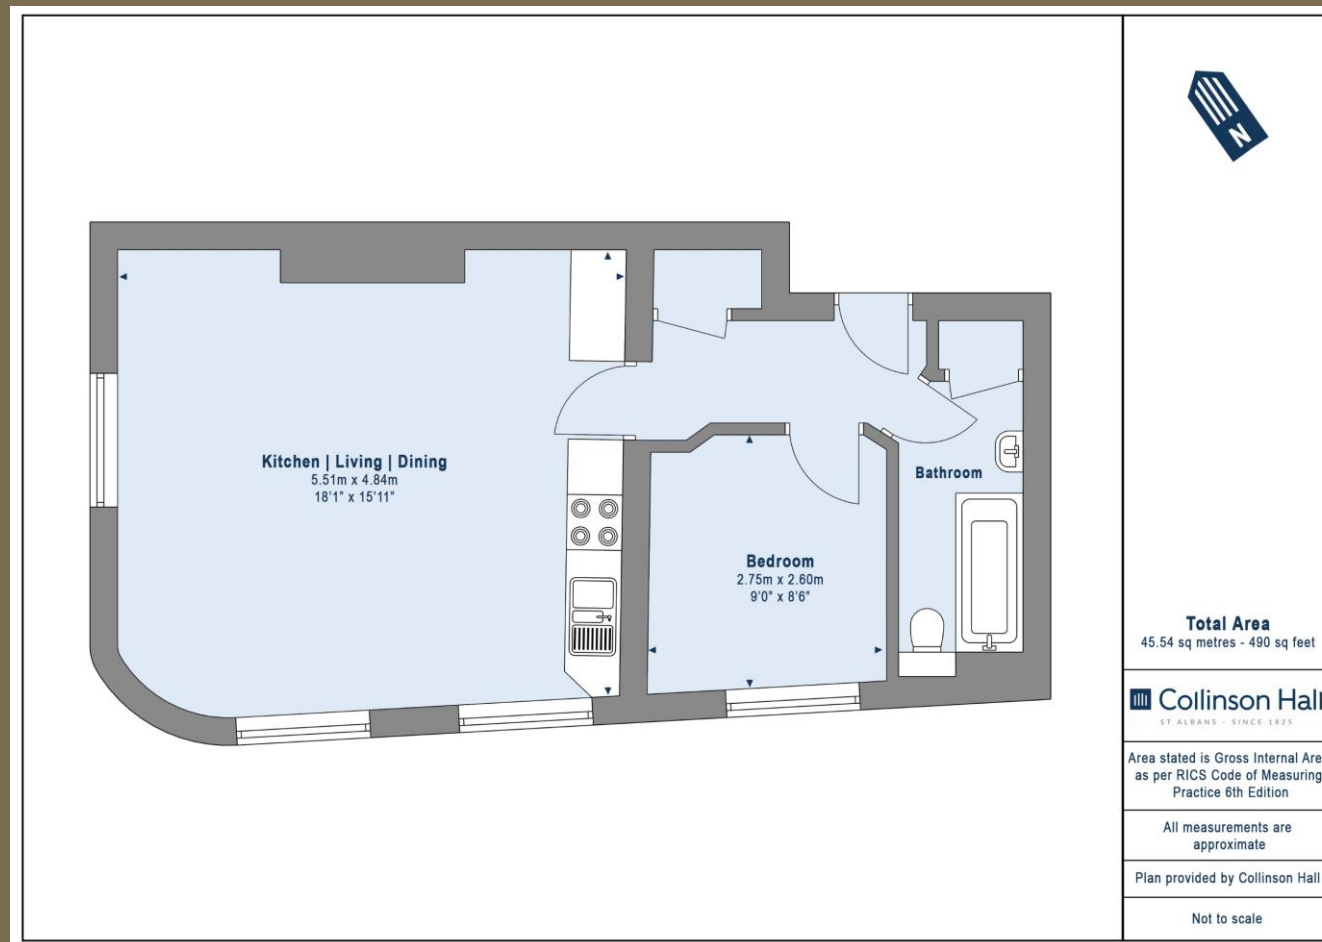 N
Kitchen | Living | Dining
5.51m x 4.84m
18'1" x 15'11"
Bathroom
Bedroom
2.75m x 2.60m
9'0" x 8'6"
Total Area
45.54 sq metres - 490 sq feet
Collinson Hall
ST ALBANS - SINCE 1825
Area stated is Gross Internal Are
as per RICS Code of Measuring
Practice 6th Edition
All measurements are
approximate
Plan provided by Collinson Hall
Not to scale